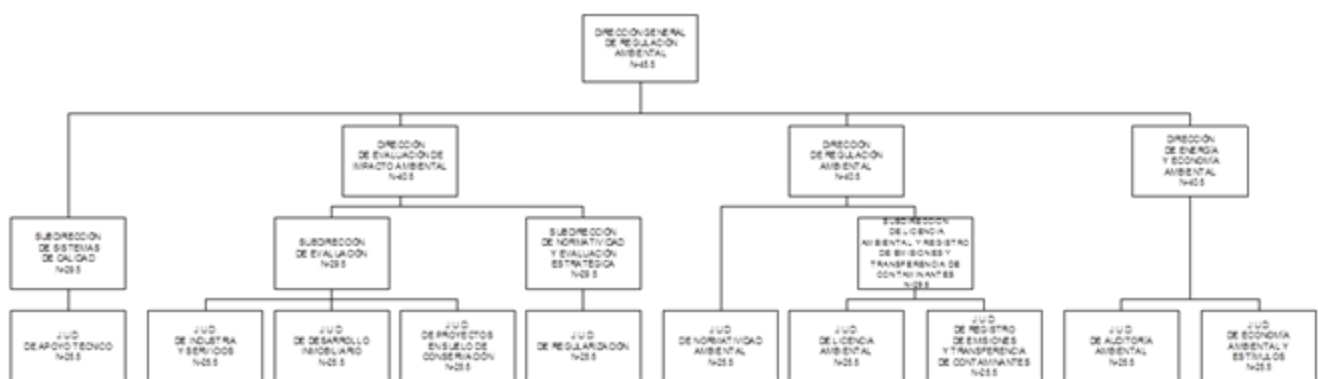 DIRECCIÓN GENERAL
DE REGULACIÓN
AMBIENTAL
N-45.5
DIRECCIÓN
DE EVALUACIÓN DE
IMPACTO AMBIENTAL
N-40.5
DIRECCIÓN
DE REGULACIÓN
AMBIENTAL
N-40.5
DIRECCIÓN
DE ENERGÍA
Y ECONOMÍA
AMBIENTAL
N-40.5
SUBDIRECCIÓN
DE SISTEMAS
DE CALIDAD
N-29.5
SUBDIRECCIÓN
DE EVALUACIÓN
N-29.5
SUBDIRECCIÓN
DE NORMATIVIDAD
Y EVALUACIÓN
ESTRATÉGICA
N-29.5
SUBDIRECCIÓN
DE LICENCIA
AMBIENTAL Y REGISTRO
DE EMISIONES Y
TRANSFERENCIA DE
CONTAMINANTES
N-29.5
J.U.D.
DE APOYO TÉCNICO
N-25.5
J.U.D.
DE INDUSTRIA
Y SERVICIOS
N-25.5
J.U.D.
DE DESARROLLO
INMOBILIARIO
N-25.5
J.U.D.
DE PROYECTOS
EN SUELO DE
CONSERVACIÓN
N-25.5
J.U.D.
DE REGULARIZACIÓN
N-25.5
J.U.D.
DE NORMATIVIDAD
AMBIENTAL
N-25.5
J.U.D.
DE LICENCIA
AMBIENTAL
N-25.5
J.U.D.
DE REGISTRO
DE EMISIONES
Y TRANSFERENCIA
DE CONTAMINANTES
N-25.5
J.U.D.
DE AUDITORÍA
AMBIENTAL
N-25.5
J.U.D.
DE ECONOMÍA
AMBIENTAL Y
ESTÍMULOS
N-25.5